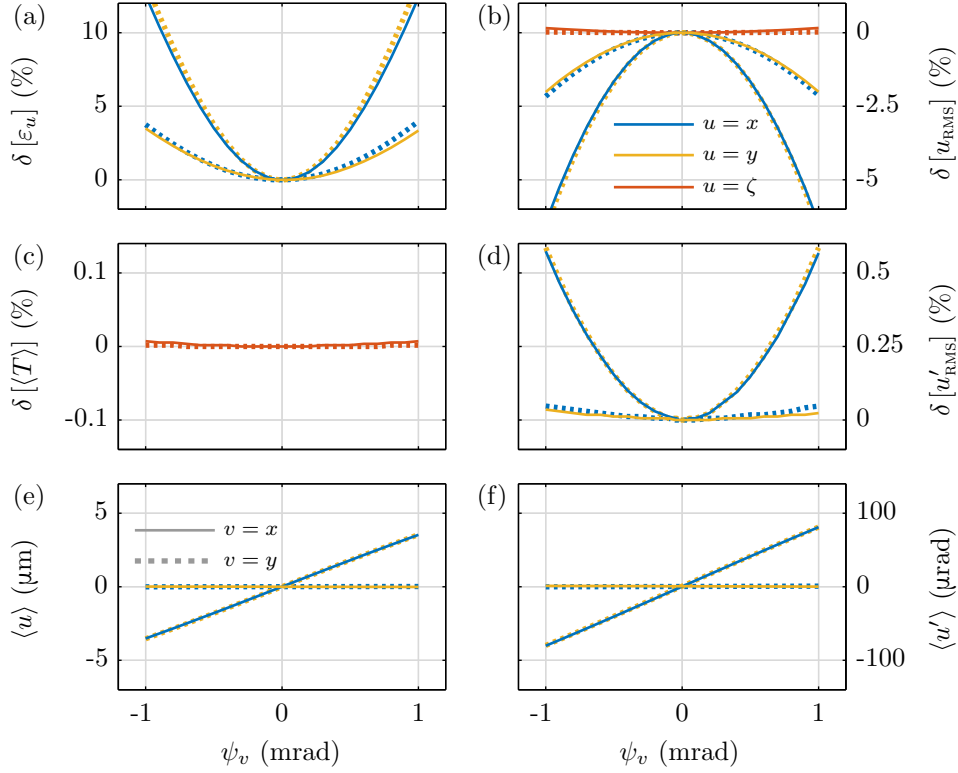 (a)
10
5
0
δ [ε_u] (%)
(b)
0
-2.5
-5
δ [u_RMS] (%)
u = x
u = y
u = ζ
(c)
0.1
0
-0.1
δ [⟨T⟩] (%)
(d)
0.5
0.25
0
δ [u′_RMS] (%)
(e)
5
0
-5
⟨u⟩ (μm)
v = x
v = y
-1
0
1
ψ_v (mrad)
(f)
100
0
-100
⟨u′⟩ (μrad)
-1
0
1
ψ_v (mrad)